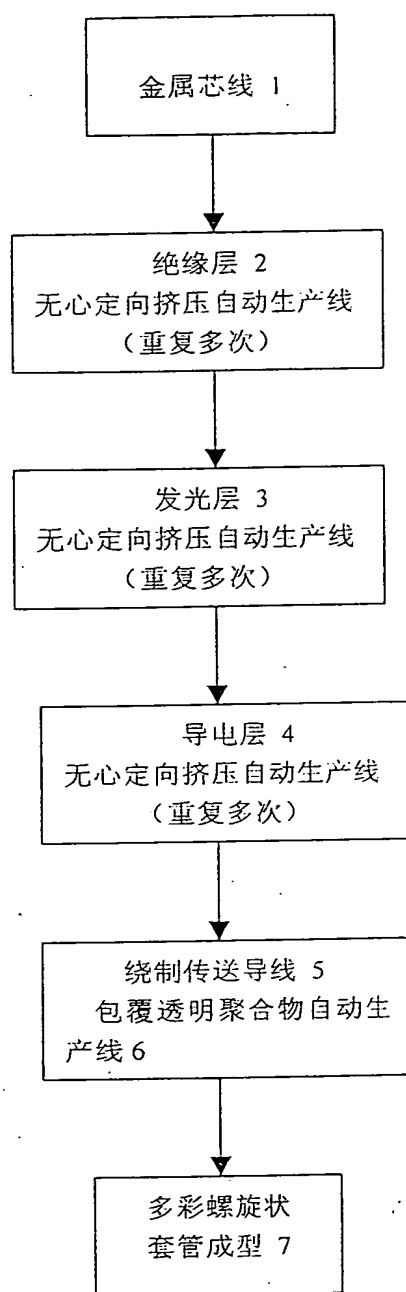 金属芯线 1
绝缘层 2
无心定向挤压自动生产线
（重复多次）
发光层 3
无心定向挤压自动生产线
（重复多次）
导电层 4
无心定向挤压自动生产线
（重复多次）
绕制传送导线 5
包覆透明聚合物自动生
产线 6
多彩螺旋状
套管成型 7